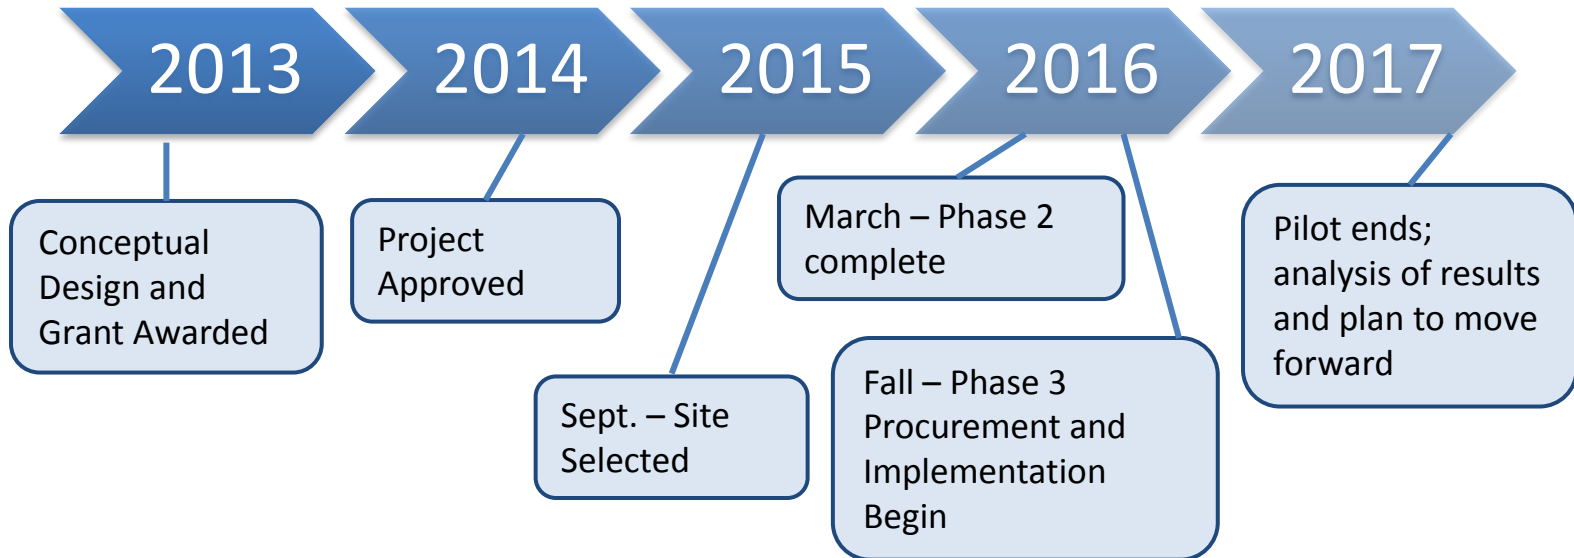 2013
2014
2015
2016
2017
Conceptual
Design and
Grant Awarded
Project
Approved
Sept. – Site
Selected
March – Phase 2
complete
Fall – Phase 3
Procurement and
Implementation
Begin
Pilot ends;
analysis of results
and plan to move
forward